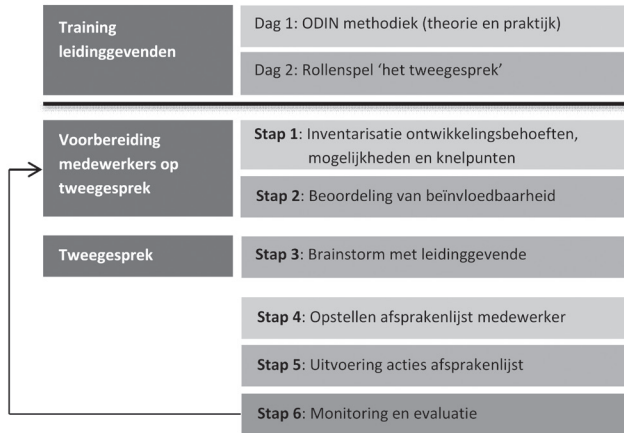 Training
leidinggevenden
Dag 1: ODIN methodiek (theorie en praktijk)
Dag 2: Rollenspel ‘het tweegesprek’
Voorbereiding
medewerkers op
tweegesprek
Stap 1: Inventarisatie ontwikkelingsbehoeften,
mogelijkheden en knelpunten
Stap 2: Beoordeling van beïnvloedbaarheid
Tweegesprek
Stap 3: Brainstorm met leidinggevende
Stap 4: Opstellen afsprakenlijst medewerker
Stap 5: Uitvoering acties afsprakenlijst
Stap 6: Monitoring en evaluatie